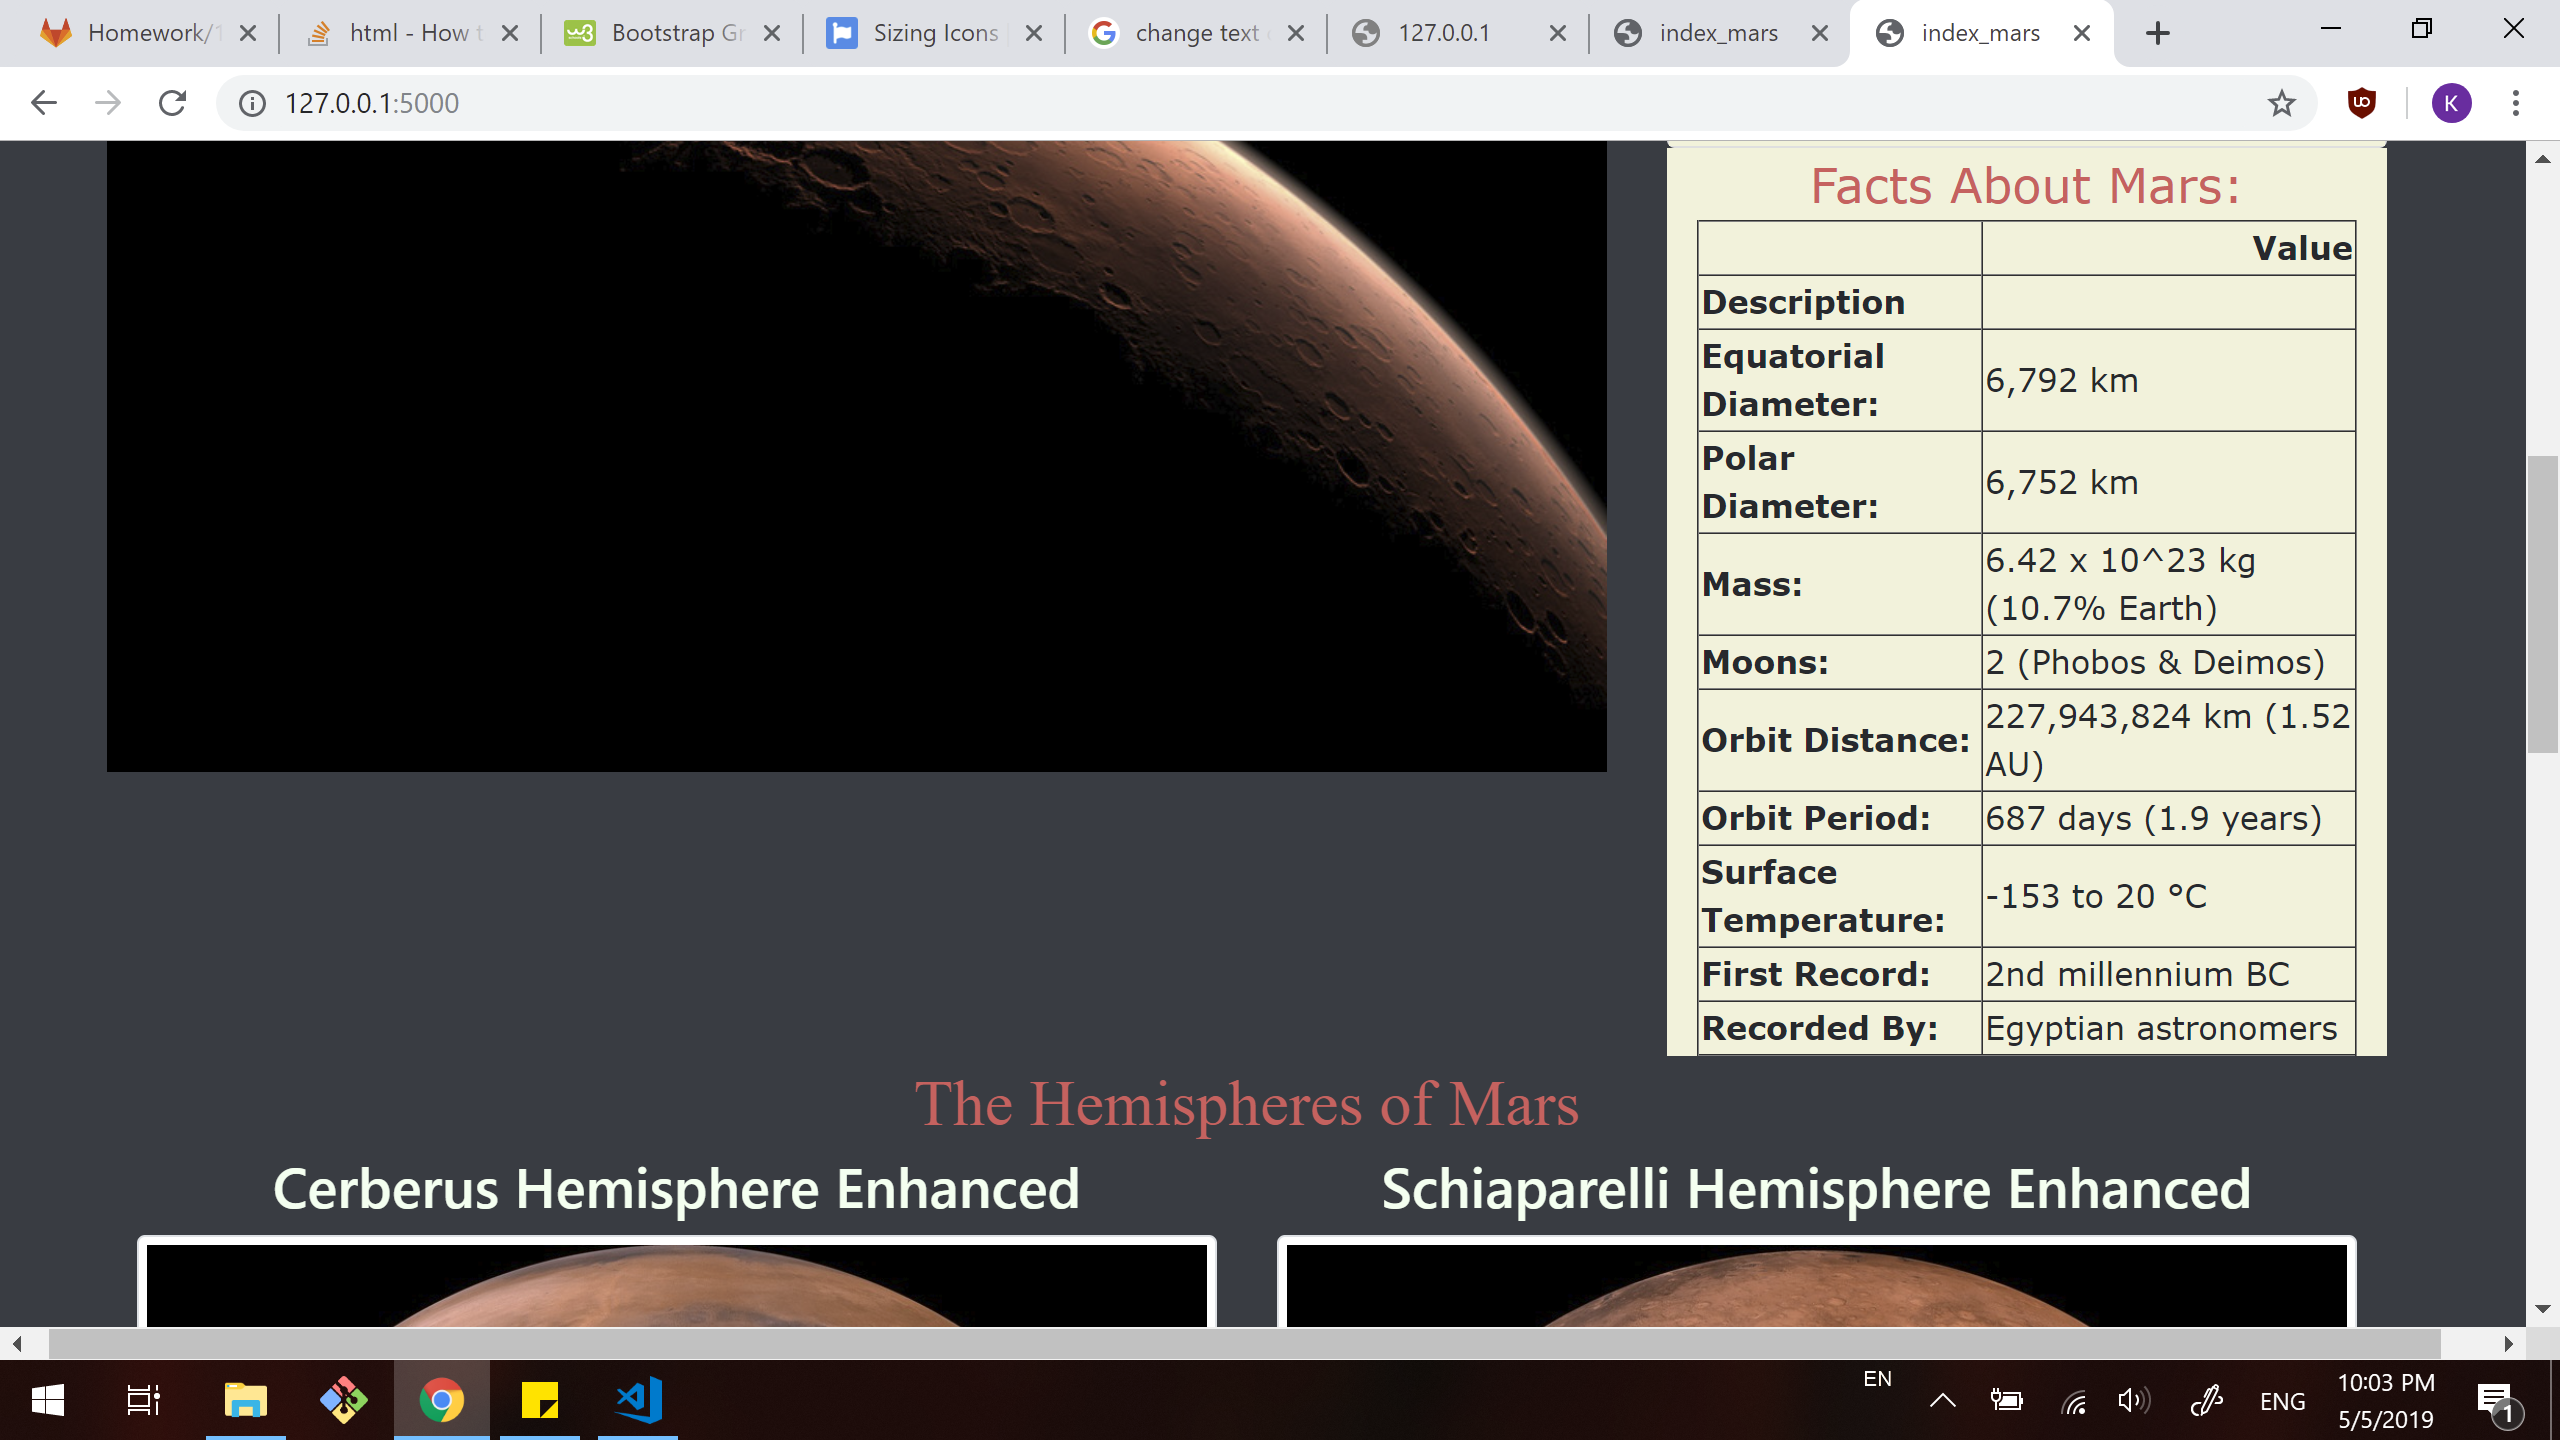 Homework/1
html - How t
Bootstrap Gr
Sizing Icons
change text
127.0.0.1
index_mars
index_mars
127.0.0.1:5000
K
Facts About Mars:
Value
Description
Equatorial
Diameter:
6,792 km
Polar
Diameter:
6,752 km
Mass:
6.42 x 10^23 kg
(10.7% Earth)
Moons:
2 (Phobos & Deimos)
Orbit Distance:
227,943,824 km (1.52
AU)
Orbit Period:
687 days (1.9 years)
Surface
Temperature:
-153 to 20 °C
First Record:
2nd millennium BC
Recorded By:
Egyptian astronomers
The Hemispheres of Mars
Cerberus Hemisphere Enhanced
Schiaparelli Hemisphere Enhanced
EN
ENG
10:03 PM
5/5/2019
1